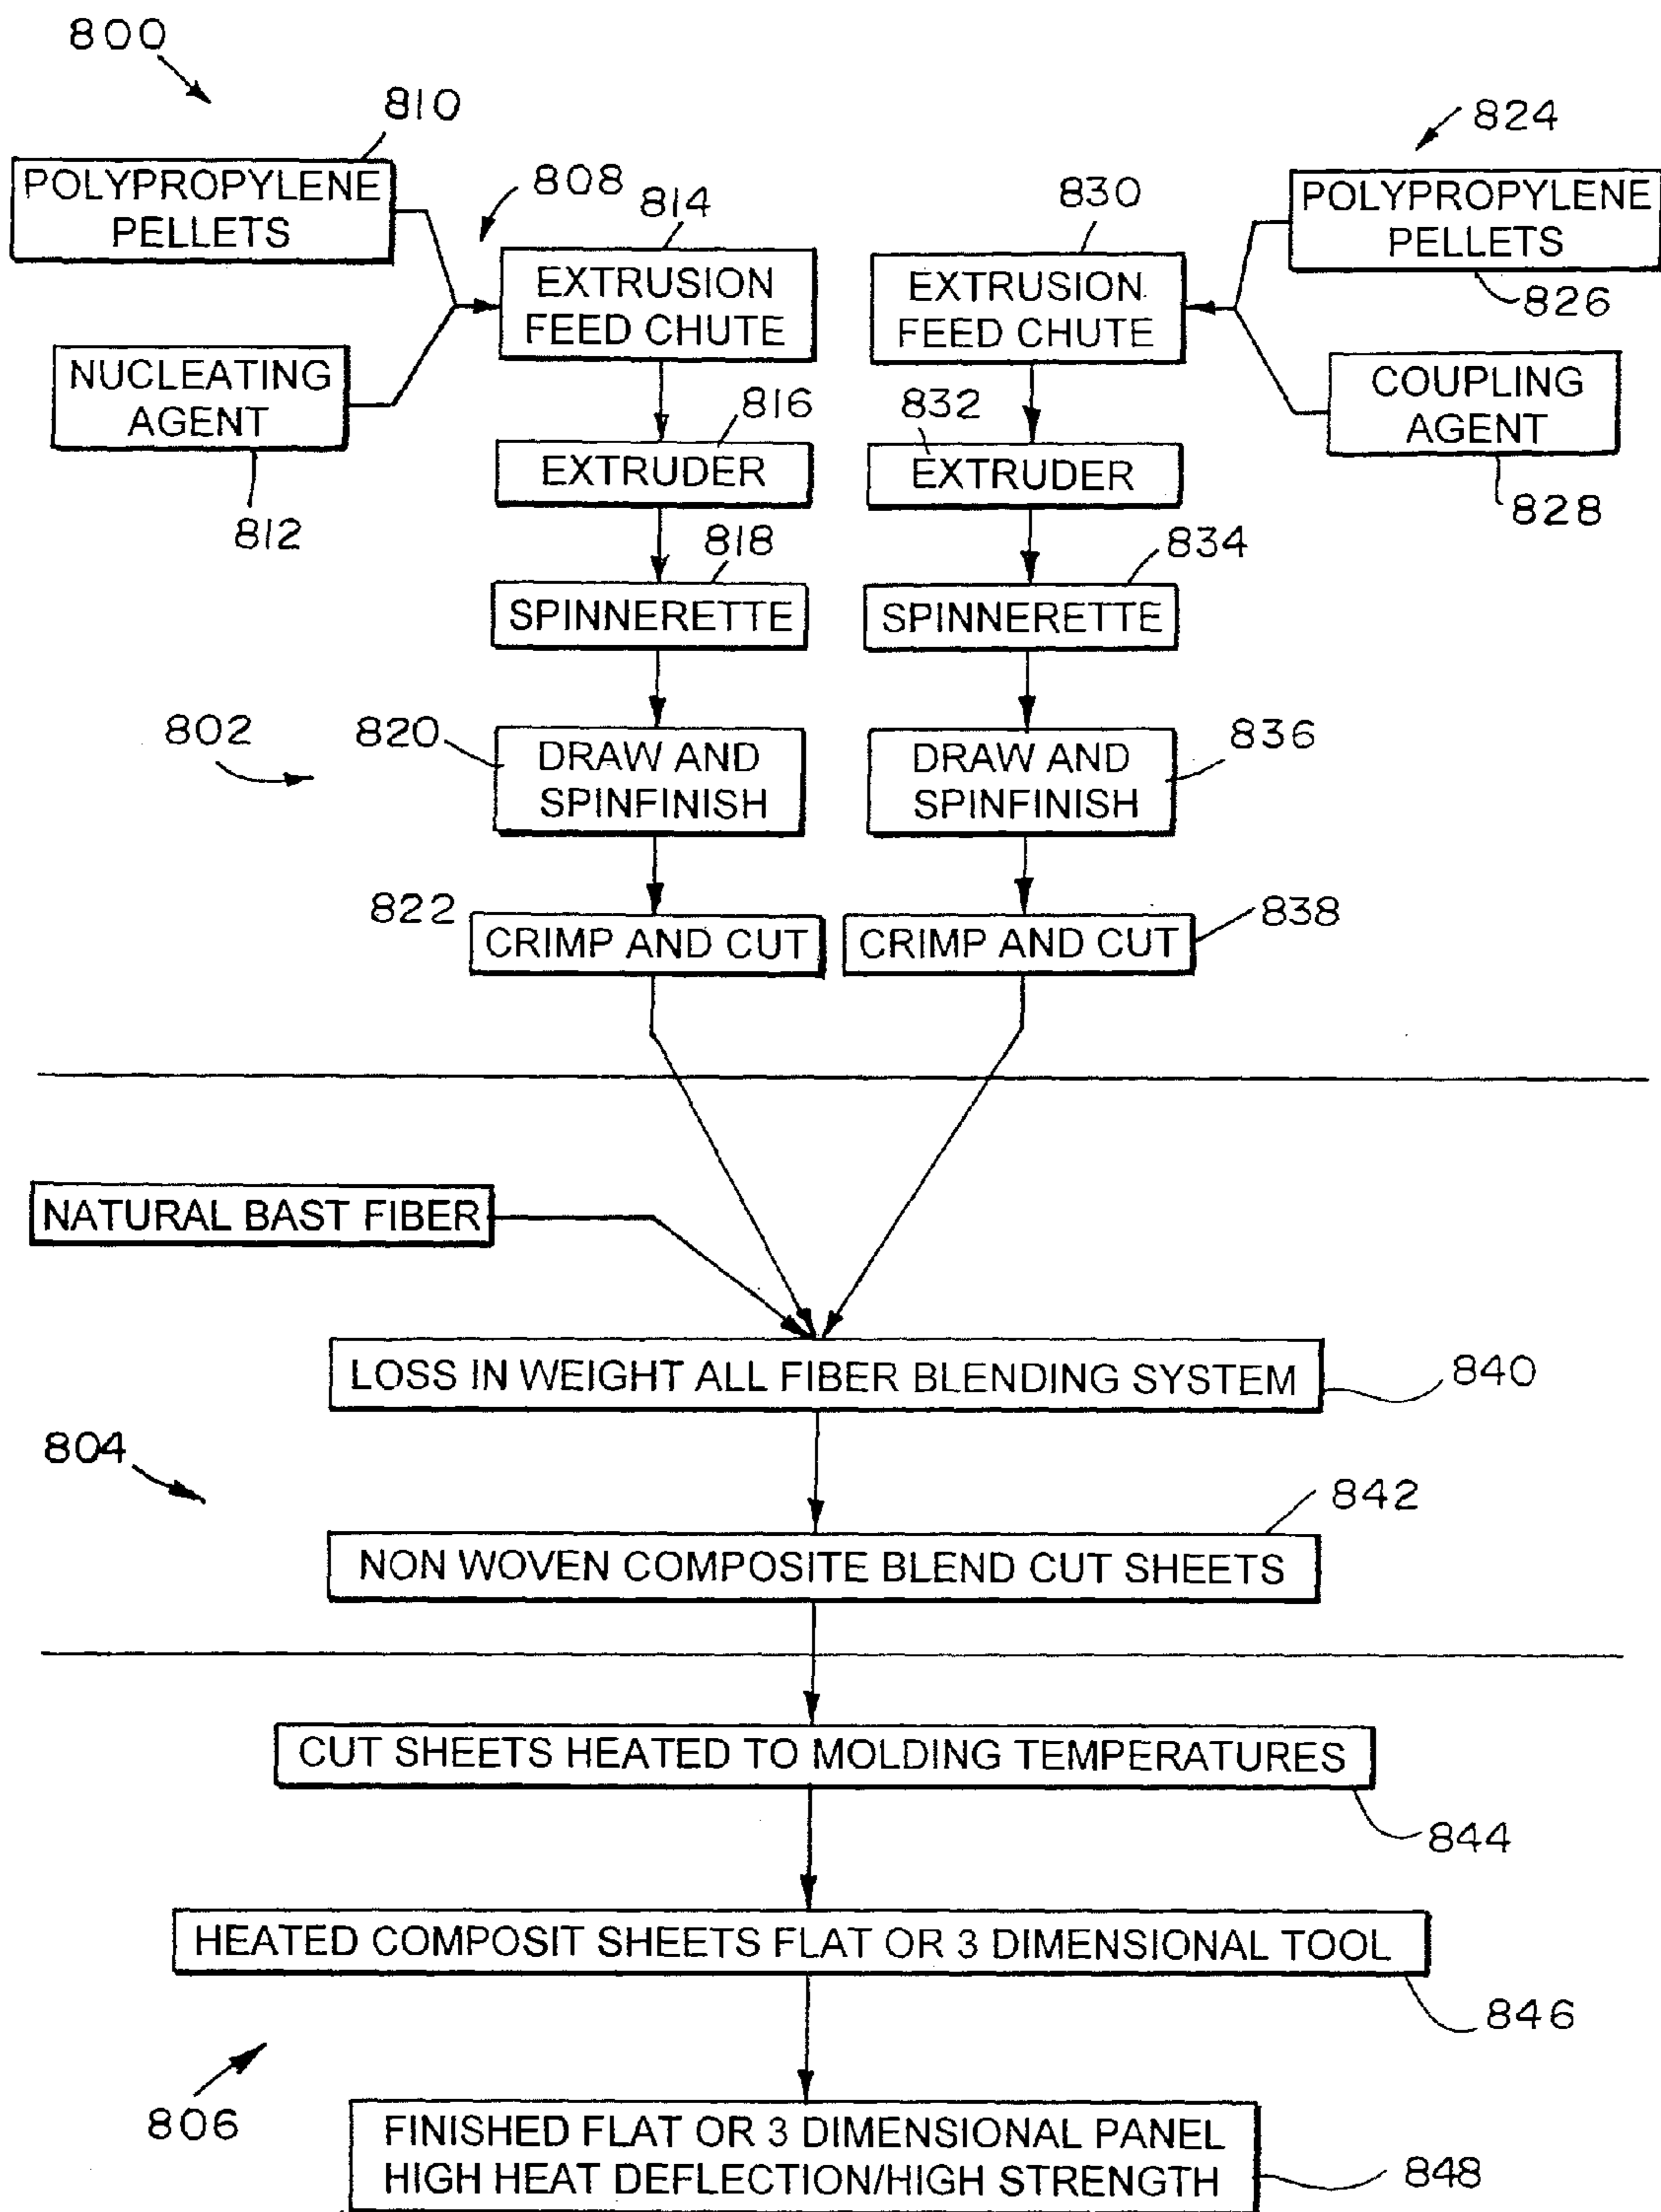 800
810
824
POLYPROPYLENE
PELLETS
808
814
830
POLYPROPYLENE
PELLETS
826
EXTRUSION
FEED CHUTE
EXTRUSION
FEED CHUTE
NUCLEATING
AGENT
812
COUPLING
AGENT
828
816
832
EXTRUDER
EXTRUDER
818
834
SPINNERETTE
SPINNERETTE
802
820
DRAW AND
SPINFINISH
DRAW AND
SPINFINISH
836
822
CRIMP AND CUT
CRIMP AND CUT
838
NATURAL BAST FIBER
LOSS IN WEIGHT ALL FIBER BLENDING SYSTEM
840
804
842
NON WOVEN COMPOSITE BLEND CUT SHEETS
CUT SHEETS HEATED TO MOLDING TEMPERATURES
844
HEATED COMPOSIT SHEETS FLAT OR 3 DIMENSIONAL TOOL
846
806
FINISHED FLAT OR 3 DIMENSIONAL PANEL
HIGH HEAT DEFLECTION/HIGH STRENGTH
848